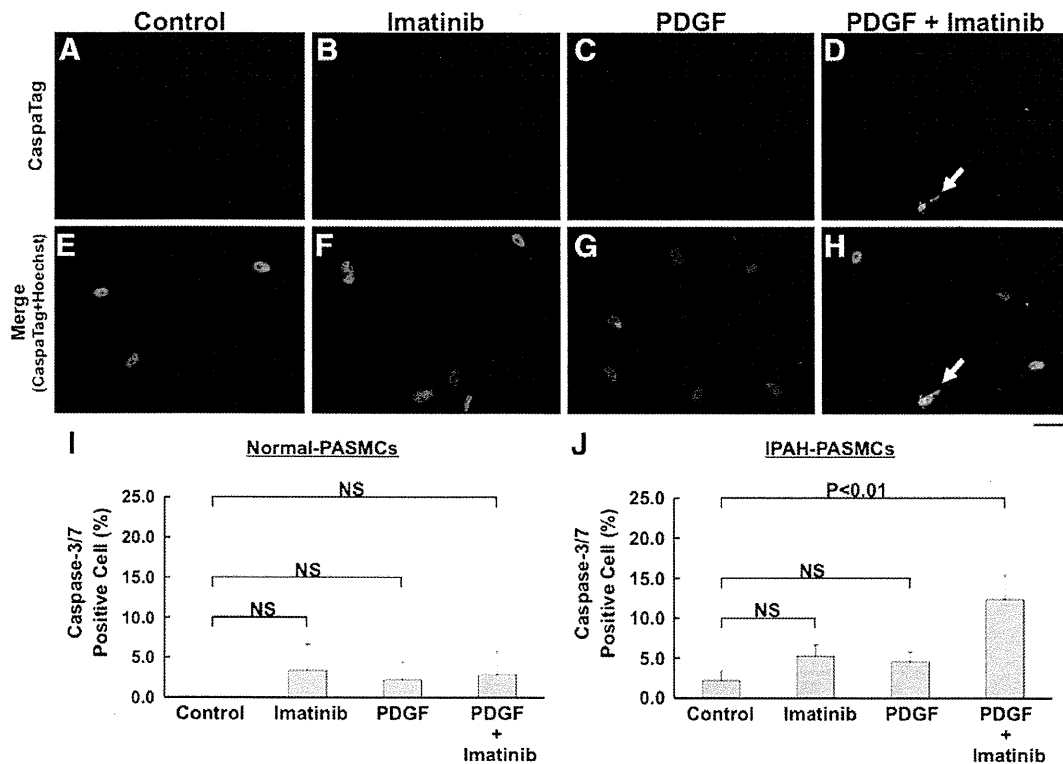 Control Imatinib PDGF PDGF + Imatinib
CaspaTag
A B C D
Merge
(CaspaTag+Hoechst)
E F G H
I Normal-PASMCs
Caspase-3/7
Positive Cell (%)
25.0
20.0
15.0
10.0
5.0
0.0
NS
NS
NS
Control Imatinib PDGF PDGF
+
Imatinib
J IPAH-PASMCs
Caspase-3/7
Positive Cell (%)
25.0
20.0
15.0
10.0
5.0
0.0
P<0.01
NS
NS
Control Imatinib PDGF PDGF
+
Imatinib